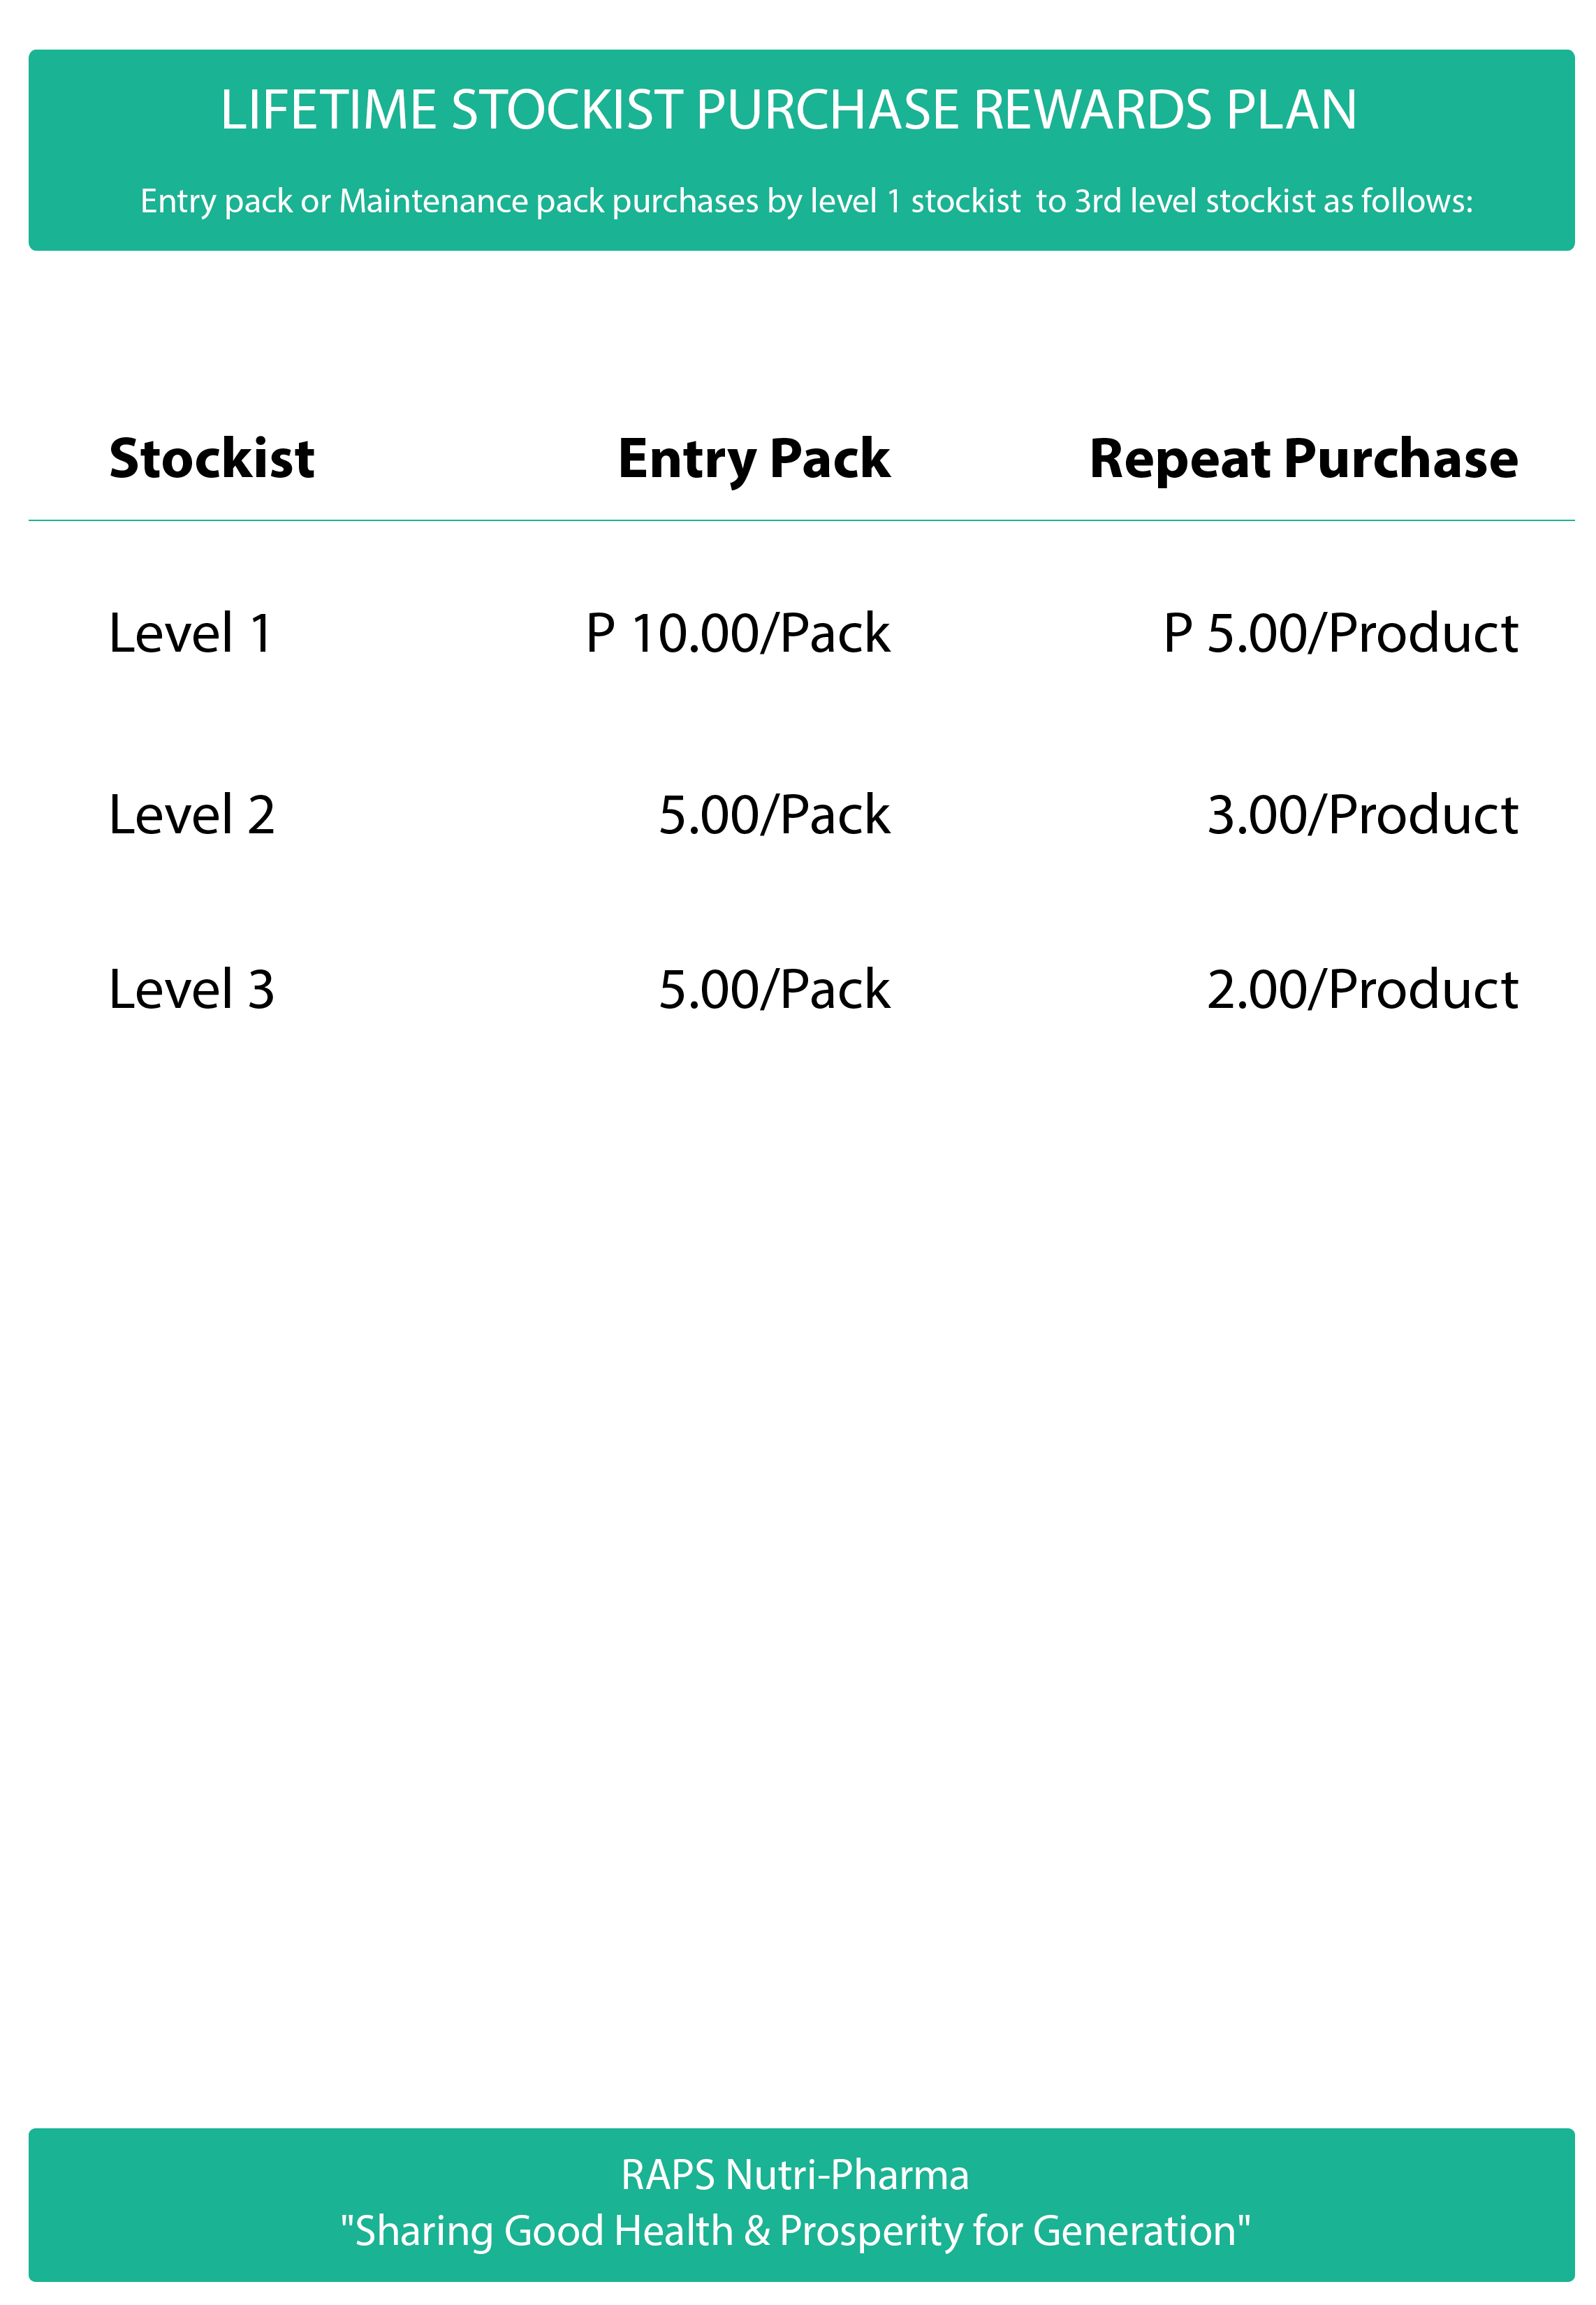 LIFETIME STOCKIST PURCHASE REWARDS PLAN
Entry pack or Maintenance pack purchases by level 1 stockist  to 3rd level stockist as follows:
Stockist Entry Pack Repeat Purchase
Level 1 P 10.00/Pack P 5.00/Product
Level 2 5.00/Pack 3.00/Product
Level 3 5.00/Pack 2.00/Product
RAPS Nutri-Pharma
"Sharing Good Health & Prosperity for Generation"